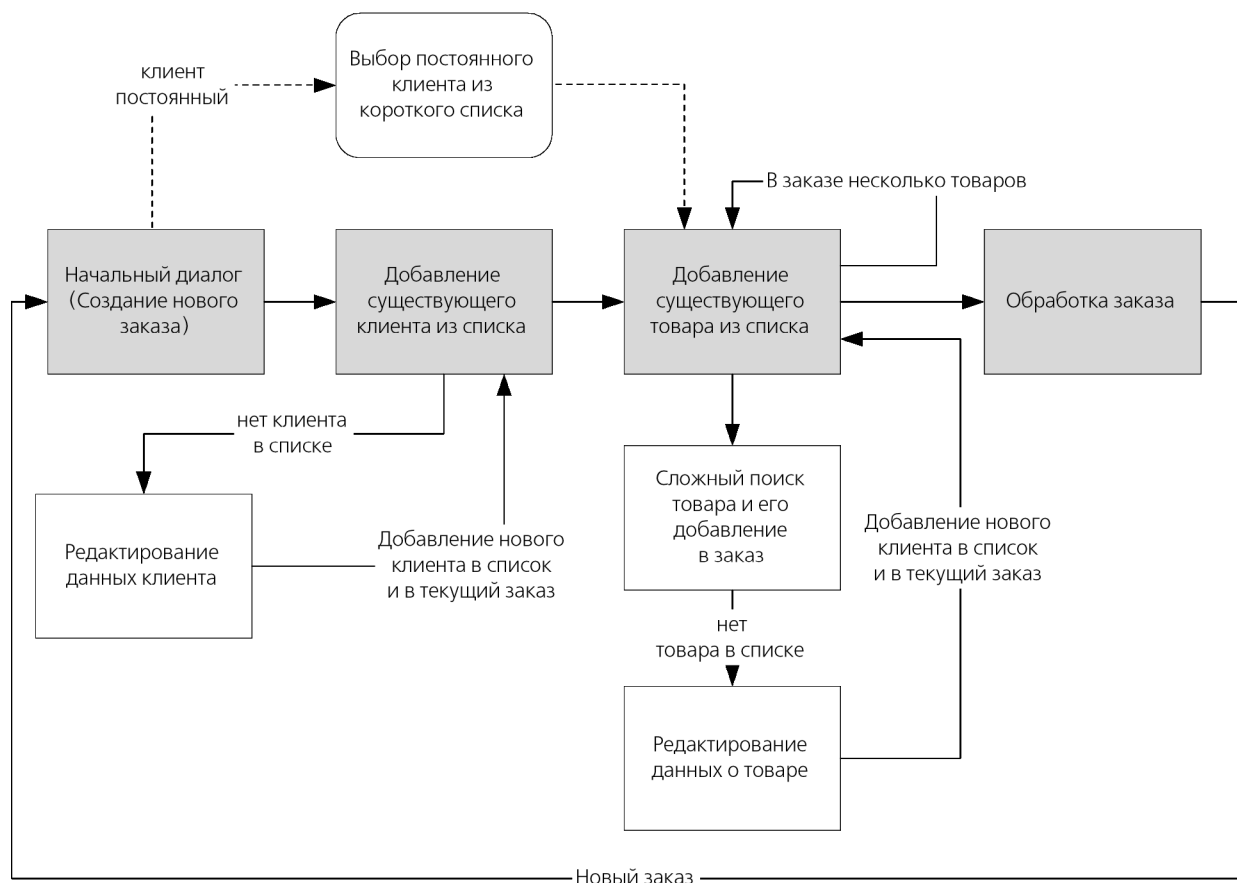 Выбор постоянного
клиента из
короткого списка
клиент
постоянный
В заказе несколько товаров
Начальный диалог
(Создание нового
заказа)
Добавление
существующего
клиента из списка
Добавление
существующего
товара из списка
Обработка заказа
нет клиента
в списке
Редактирование
данных клиента
Добавление нового
клиента в список
и в текущий заказ
Сложный поиск
товара и его
добавление
в заказ
Добавление нового
клиента в список
и в текущий заказ
нет
товара в списке
Редактирование
данных о товаре
Новый заказ